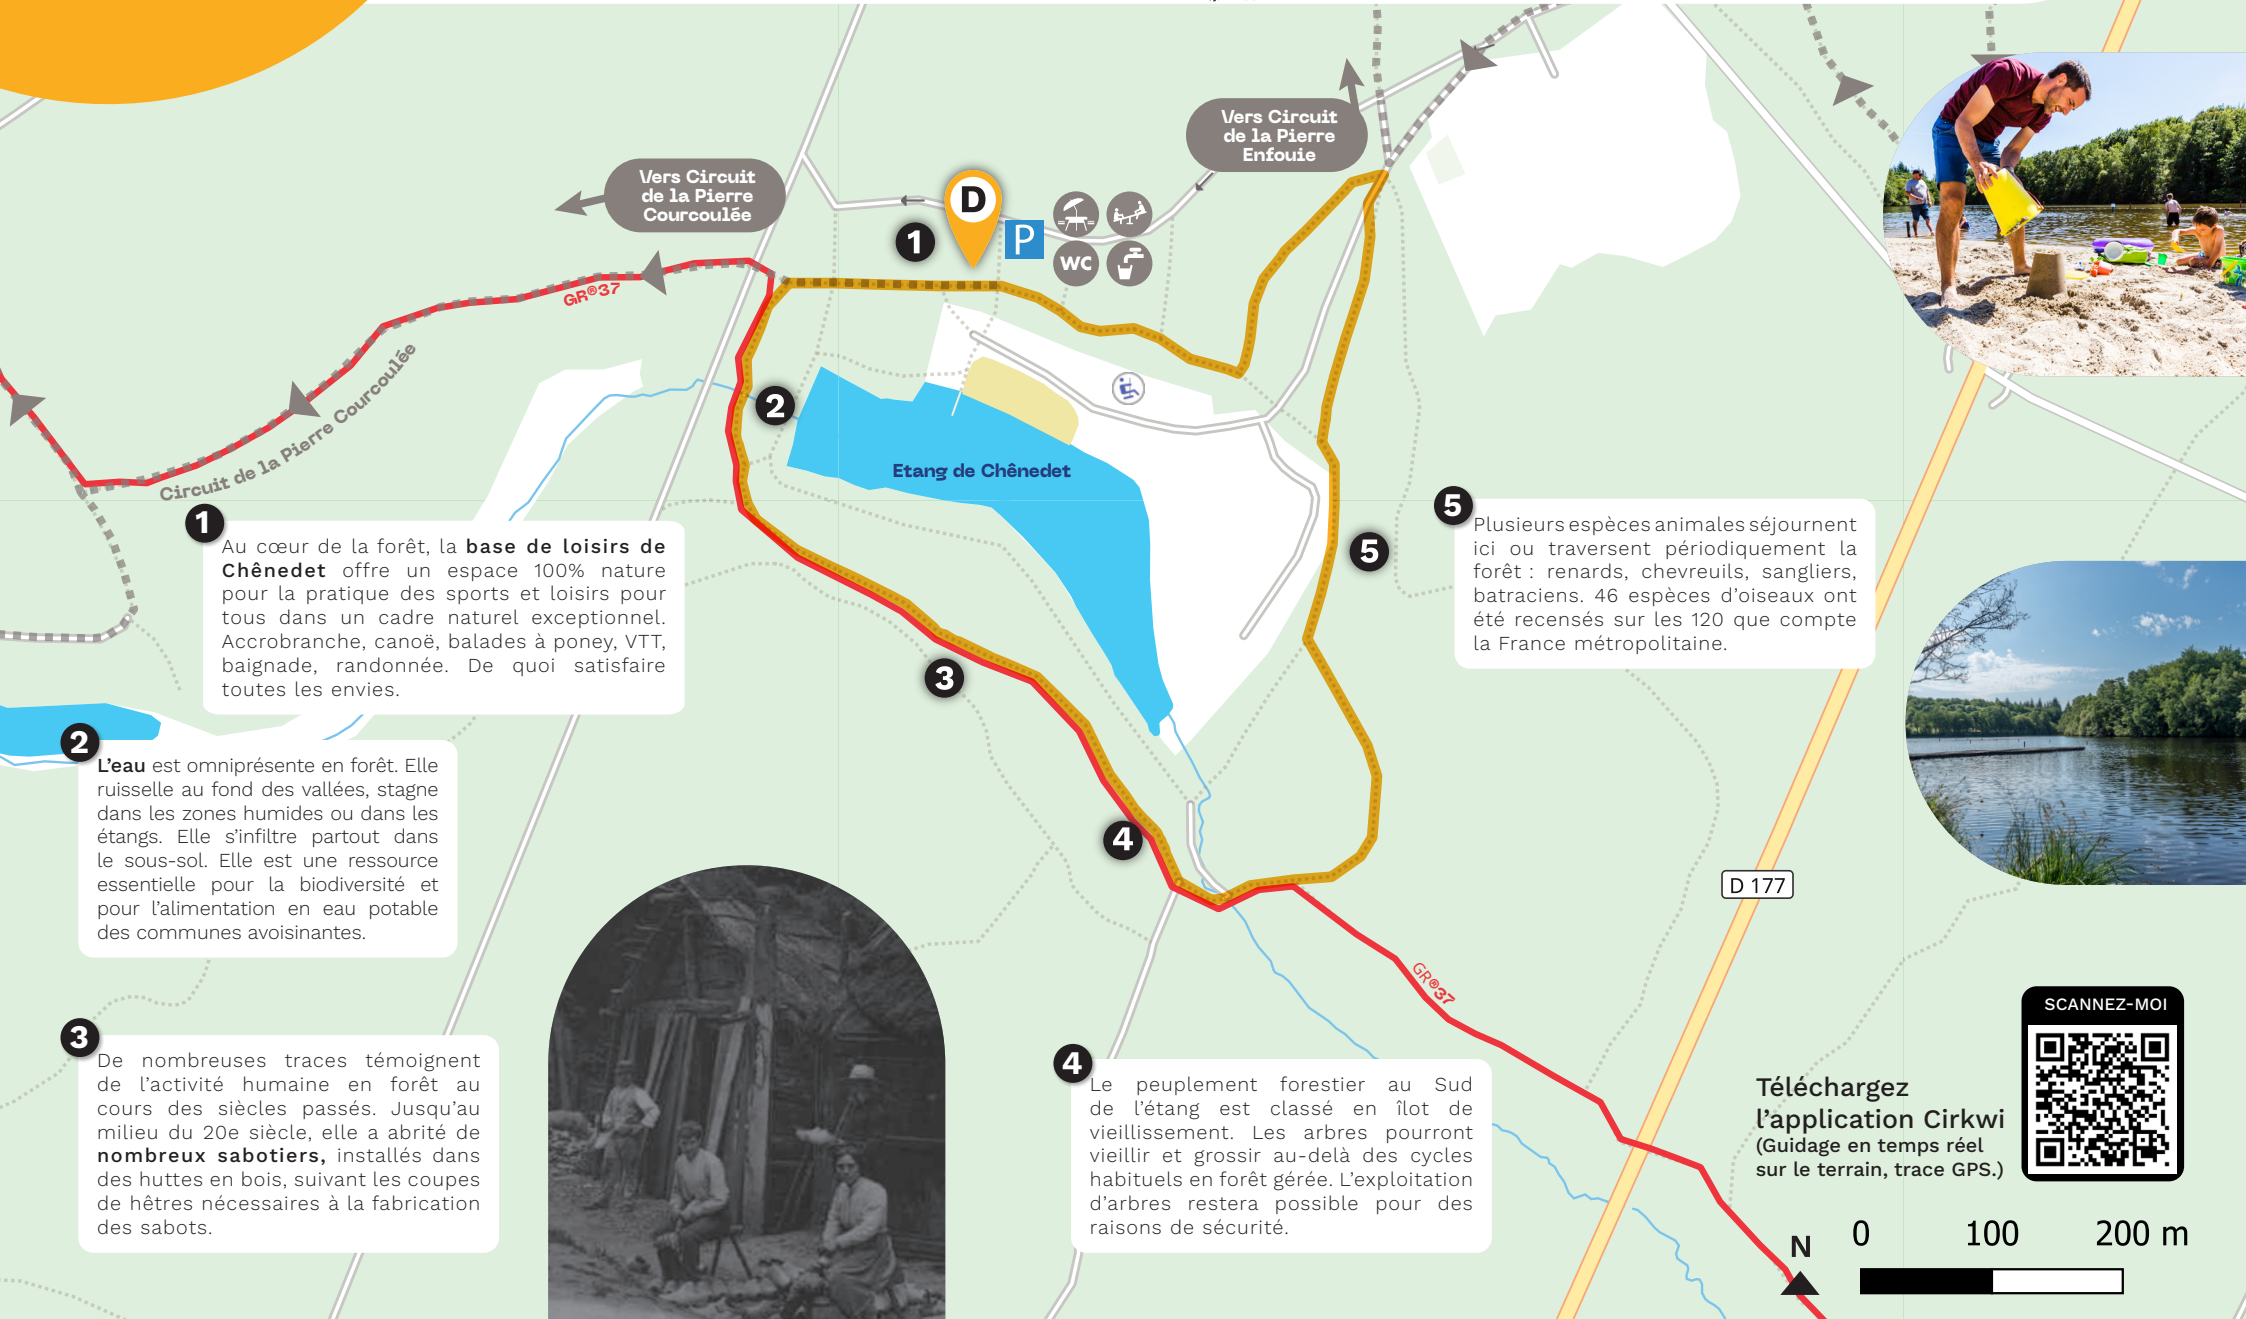 Vers Circuit
de la Pierre
Enfouie
Vers Circuit
de la Pierre
Courcoulée
D
1
P
WC
GR®37
Circuit de la Pierre Courcoulée
2
Etang de Chênedet
5
3
4
GR®37
D 177
1
Au cœur de la forêt, la base de loisirs de
Chênedet offre un espace 100% nature
pour la pratique des sports et loisirs pour
tous dans un cadre naturel exceptionnel.
Accrobranche, canoë, balades à poney, VTT,
baignade, randonnée. De quoi satisfaire
toutes les envies.
2
L'eau est omniprésente en forêt. Elle
ruisselle au fond des vallées, stagne
dans les zones humides ou dans les
étangs. Elle s'infiltre partout dans
le sous-sol. Elle est une ressource
essentielle pour la biodiversité et
pour l'alimentation en eau potable
des communes avoisinantes.
3
De nombreuses traces témoignent
de l'activité humaine en forêt au
cours des siècles passés. Jusqu'au
milieu du 20e siècle, elle a abrité de
nombreux sabotiers, installés dans
des huttes en bois, suivant les coupes
de hêtres nécessaires à la fabrication
des sabots.
4
Le peuplement forestier au Sud
de l'étang est classé en îlot de
vieillissement. Les arbres pourront
vieillir et grossir au-delà des cycles
habituels en forêt gérée. L'exploitation
d'arbres restera possible pour des
raisons de sécurité.
5
Plusieurs espèces animales séjournent
ici ou traversent périodiquement la
forêt : renards, chevreuils, sangliers,
batraciens. 46 espèces d'oiseaux ont
été recensés sur les 120 que compte
la France métropolitaine.
SCANNEZ-MOI
Téléchargez
l'application Cirkwi
(Guidage en temps réel
sur le terrain, trace GPS.)
N
0 100 200 m